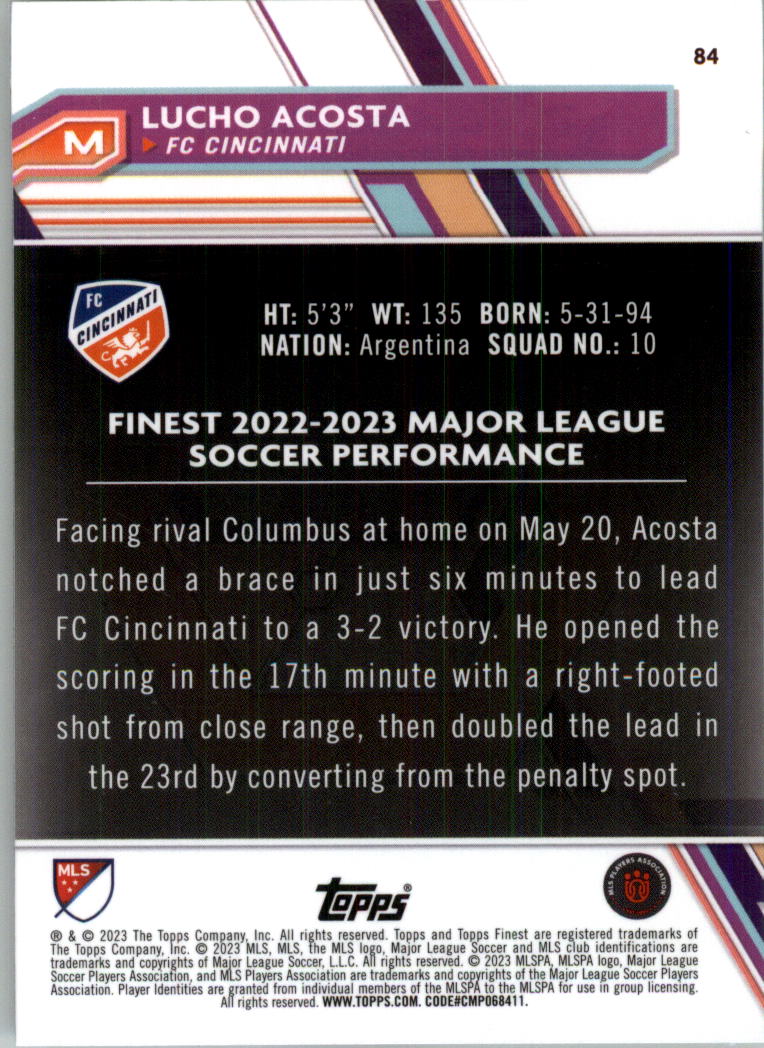 84
LUCHO ACOSTA
M
FC CINCINNATI
FC
CINCINNATI
HT: 5'3" WT: 135 BORN: 5-31-94
NATION: Argentina SQUAD NO.: 10
FINEST 2022-2023 MAJOR LEAGUE
SOCCER PERFORMANCE
Facing rival Columbus at home on May 20, Acosta
notched a brace in just six minutes to lead
FC Cincinnati to a 3-2 victory. He opened the
scoring in the 17th minute with a right-footed
shot from close range, then doubled the lead in
the 23rd by converting from the penalty spot.
MLS
topps®
MLS PLAYERS ASSOCIATION
® & © 2023 The Topps Company, Inc. All rights reserved. Topps and Topps Finest are registered trademarks of
The Topps Company, Inc. © 2023 MLS, MLS, the MLS logo, Major League Soccer and MLS club identifications are
trademarks and copyrights of Major League Soccer, L.L.C. All rights reserved. © 2023 MLSPA, MLSPA logo, Major League
Soccer Players Association, and MLS Players Association are trademarks and copyrights of the Major League Soccer Players
Association. Player Identities are granted from individual members of the MLSPA to the MLSPA for use in group licensing.
All rights reserved. WWW.TOPPS.COM. CODE#CMP068411.